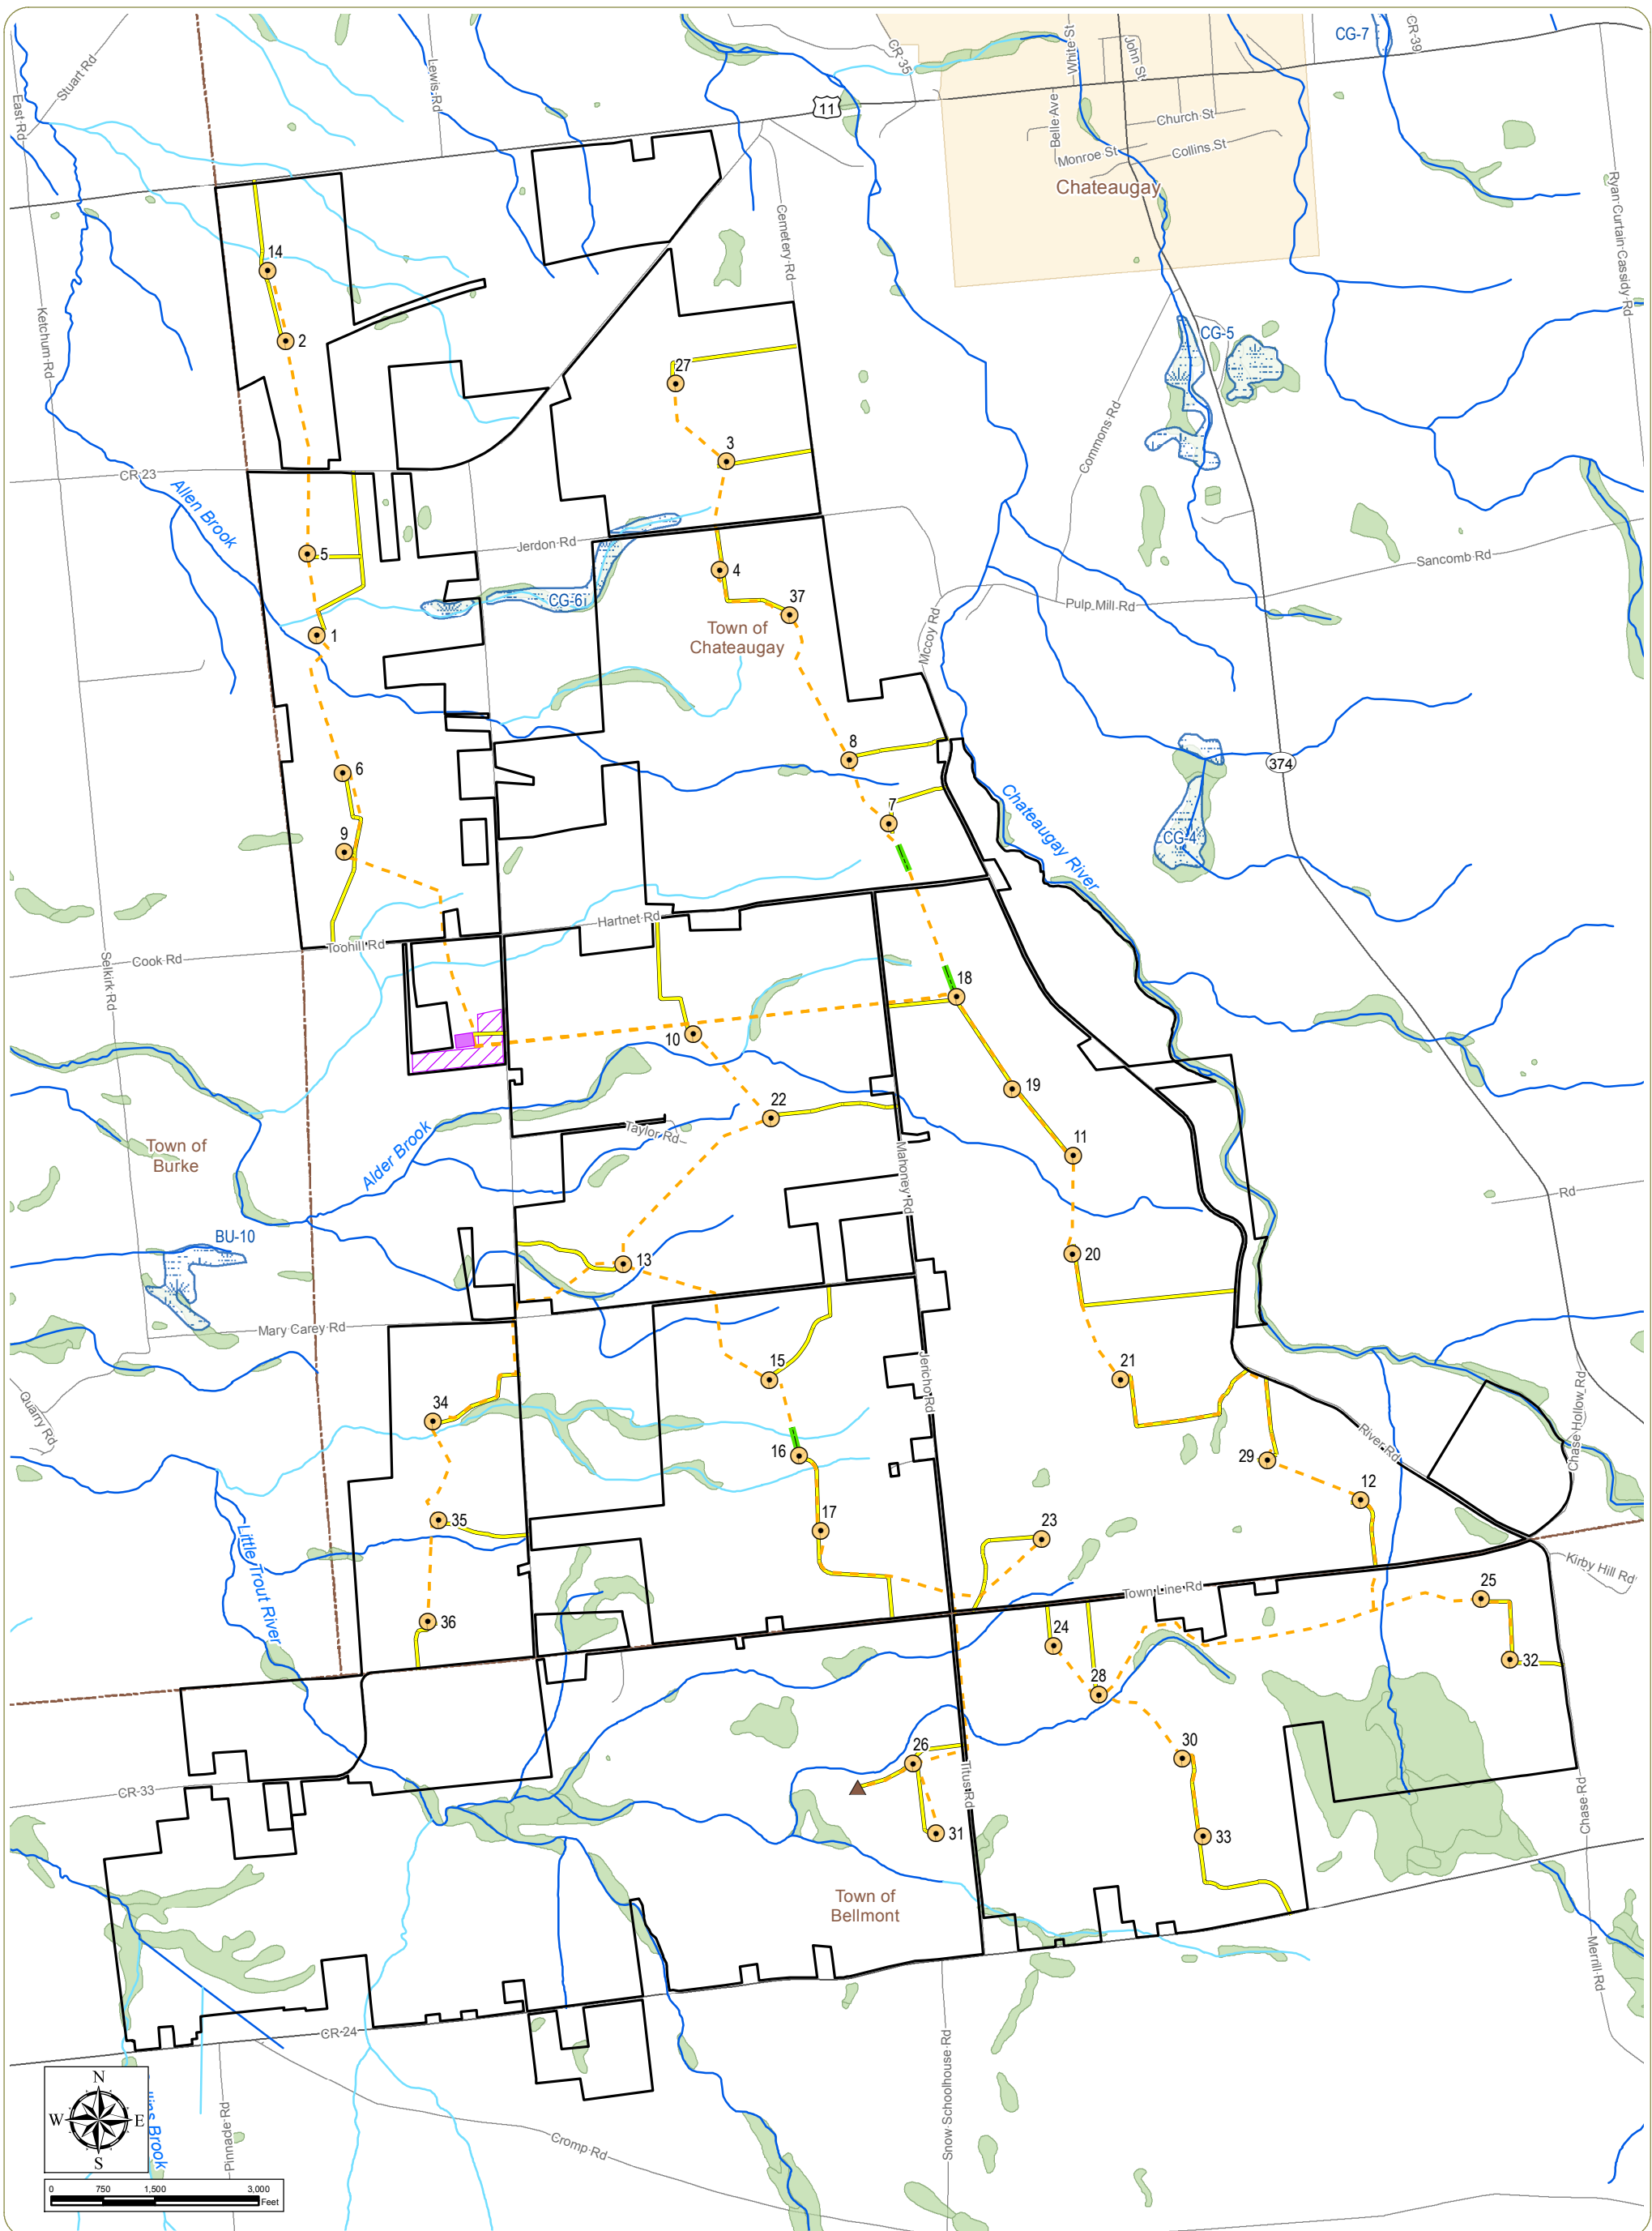 CG-7
CR-39
CR-35
White St
John St
Stuart Rd
Lewis Rd
East Rd
11
Belle Ave
Church St
Monroe St
Collins St
Chateaugay
Ryan Curtain Cassidy Rd
Cemetery Rd
14
2
Ketchum Rd
CG-5
27
Commons Rd
3
CR-23
Allen Brook
5
Jerdon Rd
Sancomb Rd
4
CG-6
37
Pulp Mill Rd
1
Town of
Chateaugay
Mccoy Rd
8
374
6
7
Chateaugay River
CG-4
9
Hartnet Rd
Toohill Rd
Cook Rd
Selkirk Rd
18
10
19
22
Taylor Rd
Alder Brook
11
Town of
Burke
Mahoney Rd
Rd
BU-10
20
13
Mary Carey Rd
15
21
Jericho Rd
Chase Hollow Rd
34
Quarry Rd
River Rd
16
29
12
35
17
23
Little Trout River
Kirby Hill Rd
Town Line Rd
25
36
24
32
28
26
30
Titus Rd
CR-33
Chase Rd
31
33
Town of
Bellmont
Merrill Rd
CR-24
Snow Schoolhouse Rd
N
W
E
S
Brook
Pinnacle Rd
Cromp Rd
0
750
1,500
3,000
Feet